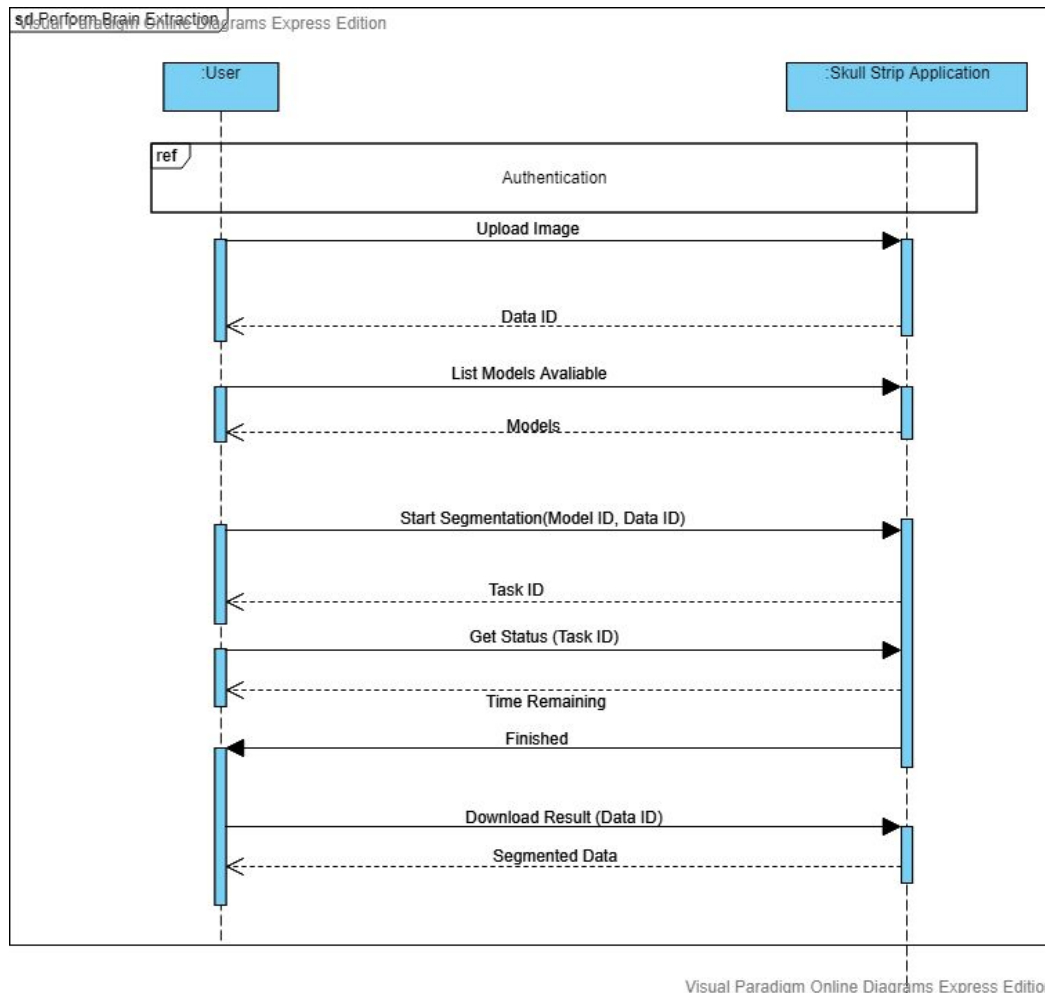 sd Perform Brain Extraction
Visual Paradigm Online Diagrams Express Edition
:User
:Skull Strip Application
ref
Authentication
Upload Image
Data ID
List Models Avaliable
Models
Start Segmentation(Model ID, Data ID)
Task ID
Get Status (Task ID)
Time Remaining
Finished
Download Result (Data ID)
Segmented Data
Visual Paradigm Online Diagrams Express Editio